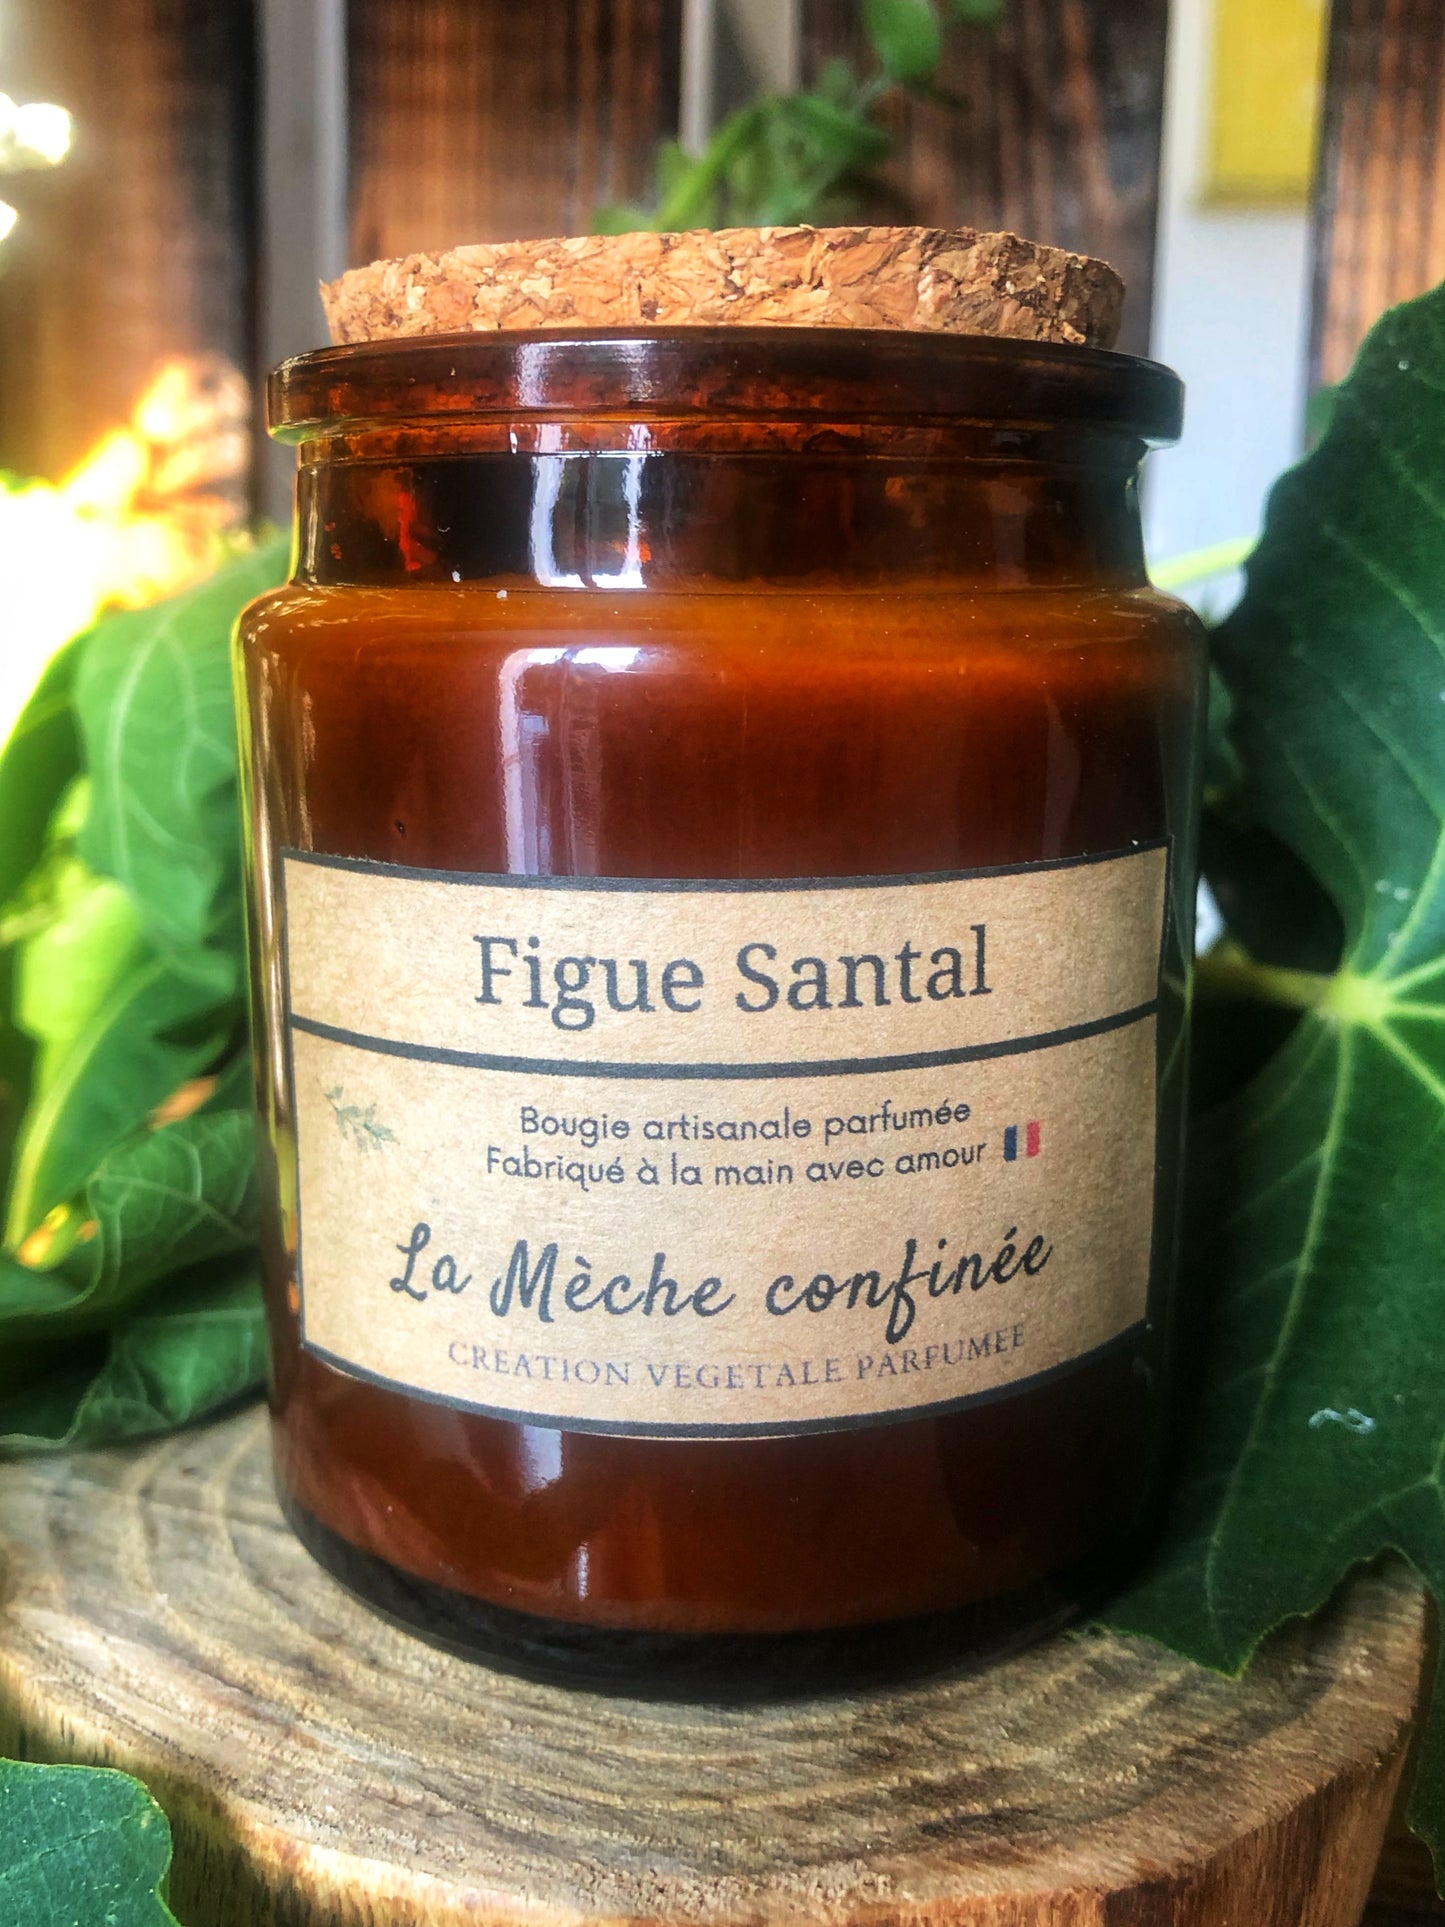 Figue Santal
Bougie artisanale parfumée
Fabriqué à la main avec amour
La Mèche confinée
CREATION VEGETALE PARFUMEE